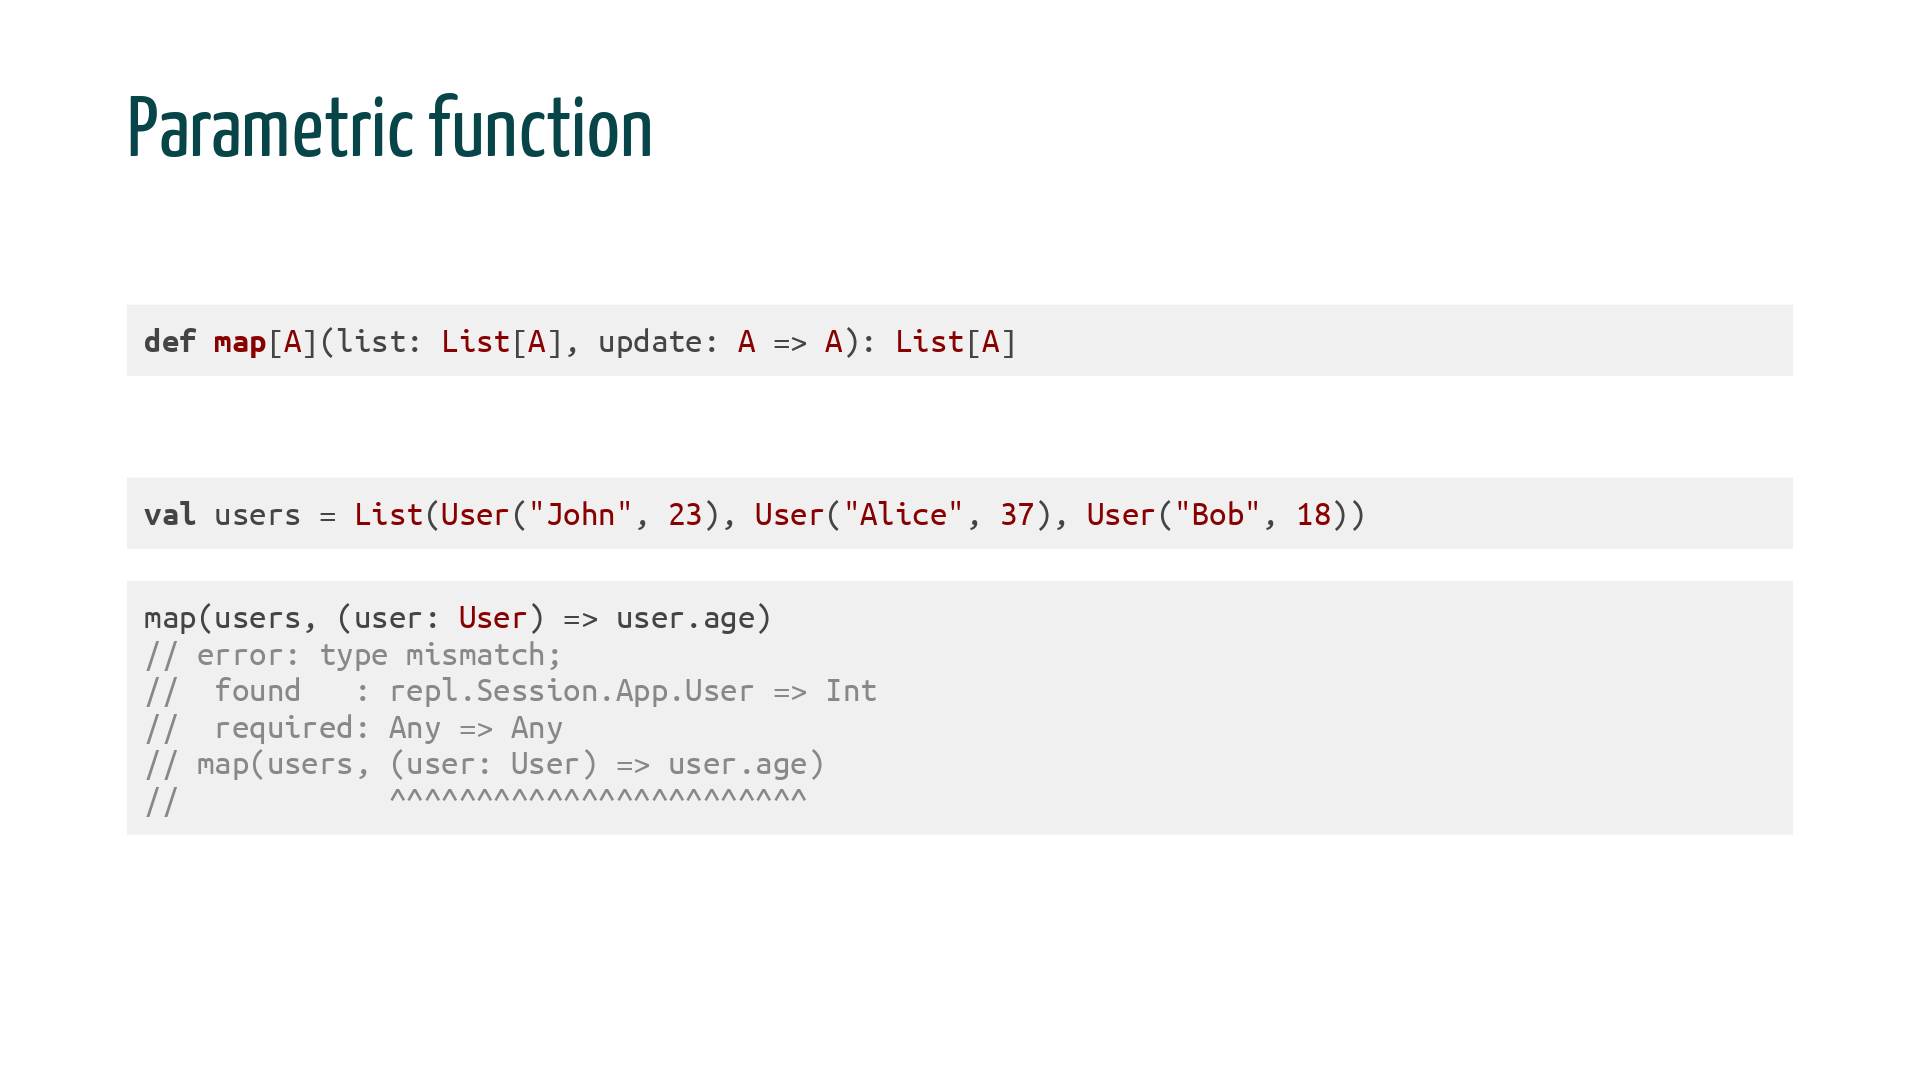 Parametric function
def map[A](list: List[A], update: A => A): List[A]
val users = List(User("John", 23), User("Alice", 37), User("Bob", 18))
map(users, (user: User) => user.age)
// error: type mismatch;
//  found   : repl.Session.App.User => Int
//  required: Any => Any
// map(users, (user: User) => user.age)
//            ^^^^^^^^^^^^^^^^^^^^^^^^